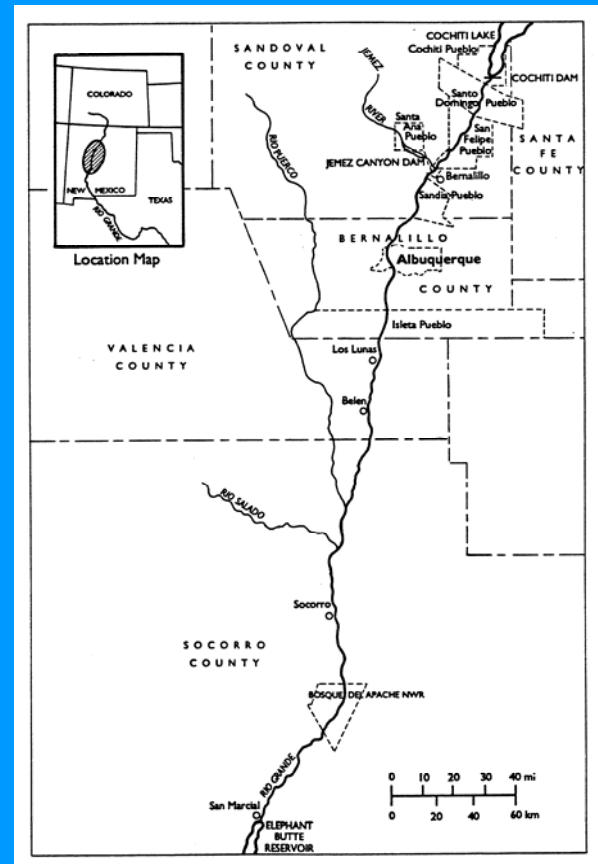 COCHITI LAKE
Cochiti Pueblo
COCHITI DAM
SANDOVAL
COUNTY
JEMEZ
RIVER
Santo
Domingo Pueblo
Santa
Aña
Pueblo
San
Felipe
Pueblo
SANTA
FE
COUNTY
JEMEZ CANYON DAM
Bernalillo
Sandia Pueblo
RIO PUERCO
COLORADO
NEW MEXICO
TEXAS
RIO GRANDE
Location Map
BERNALILLO
Albuquerque
COUNTY
Isleta Pueblo
VALENCIA
COUNTY
Los Lunas
Belen
RIO SALADO
Socorro
SOCORRO
COUNTY
BOSQUE DEL APACHE NWR
RIO GRANDE
San Marcial
ELEPHANT
BUTTE
RESERVOIR
0 10 20 30 40 mi
0 20 40 60 km